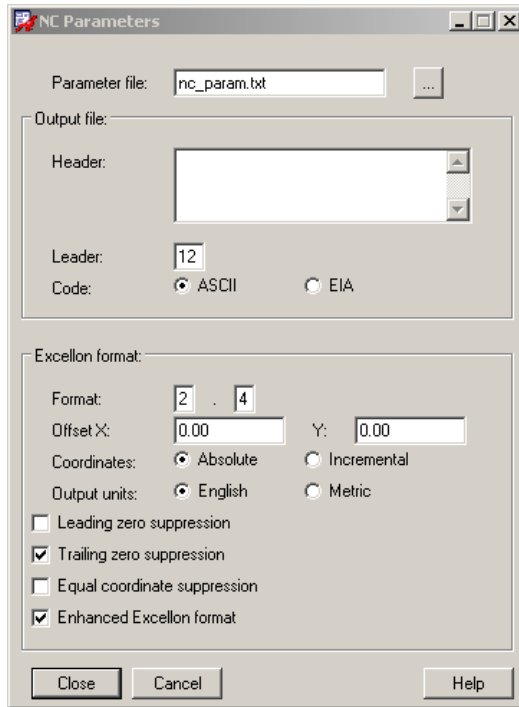 NC Parameters
Parameter file: nc_param.txt ...
Output file:
Header:
Leader: 12
Code: ASCII EIA
Excellon format:
Format: 2 . 4
Offset X: 0.00 Y: 0.00
Coordinates: Absolute Incremental
Output units: English Metric
Leading zero suppression
Trailing zero suppression
Equal coordinate suppression
Enhanced Excellon format
Close Cancel Help